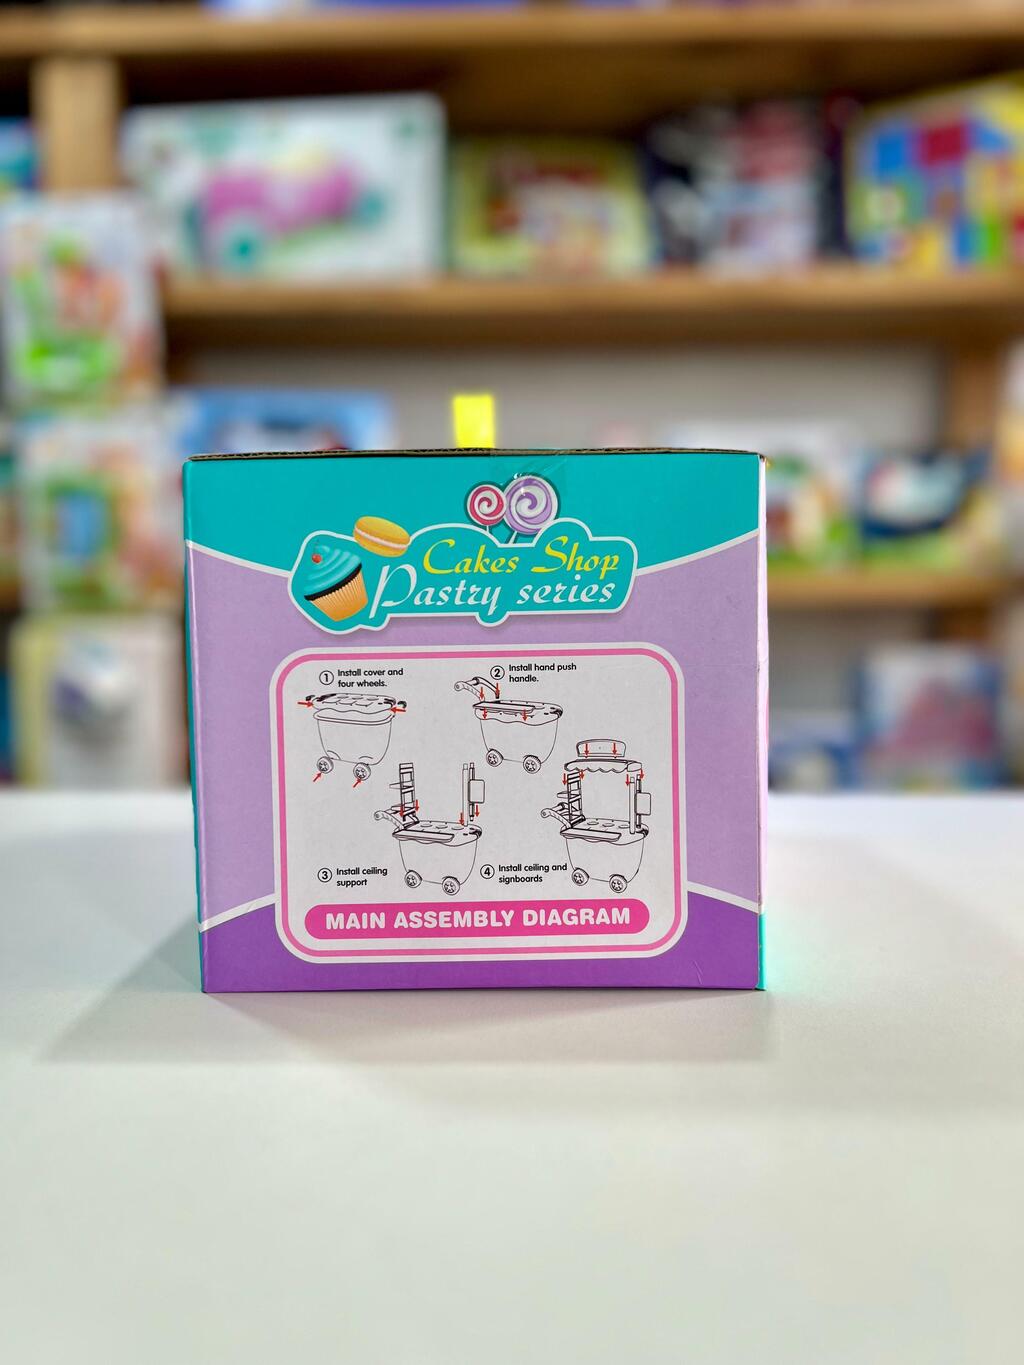 Cakes Shop
Pastry series
1 Install cover and
four wheels.
2 Install hand push
handle.
3 Install ceiling
support
4 Install ceiling and
signboards
MAIN ASSEMBLY DIAGRAM